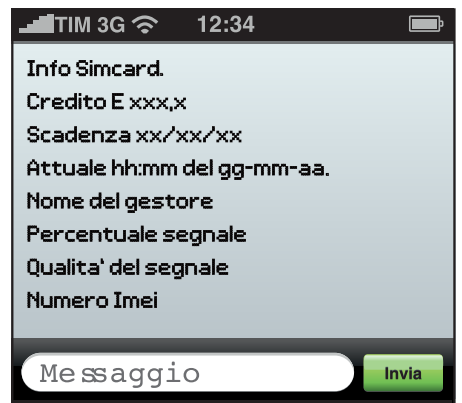 TIM 3G 12:34
Info Simcard.
Credito E xxx,x
Scadenza xx/xx/xx
Attuale hh:mm del gg-mm-aa.
Nome del gestore
Percentuale segnale
Qualita' del segnale
Numero Imei
Messaggio Invia